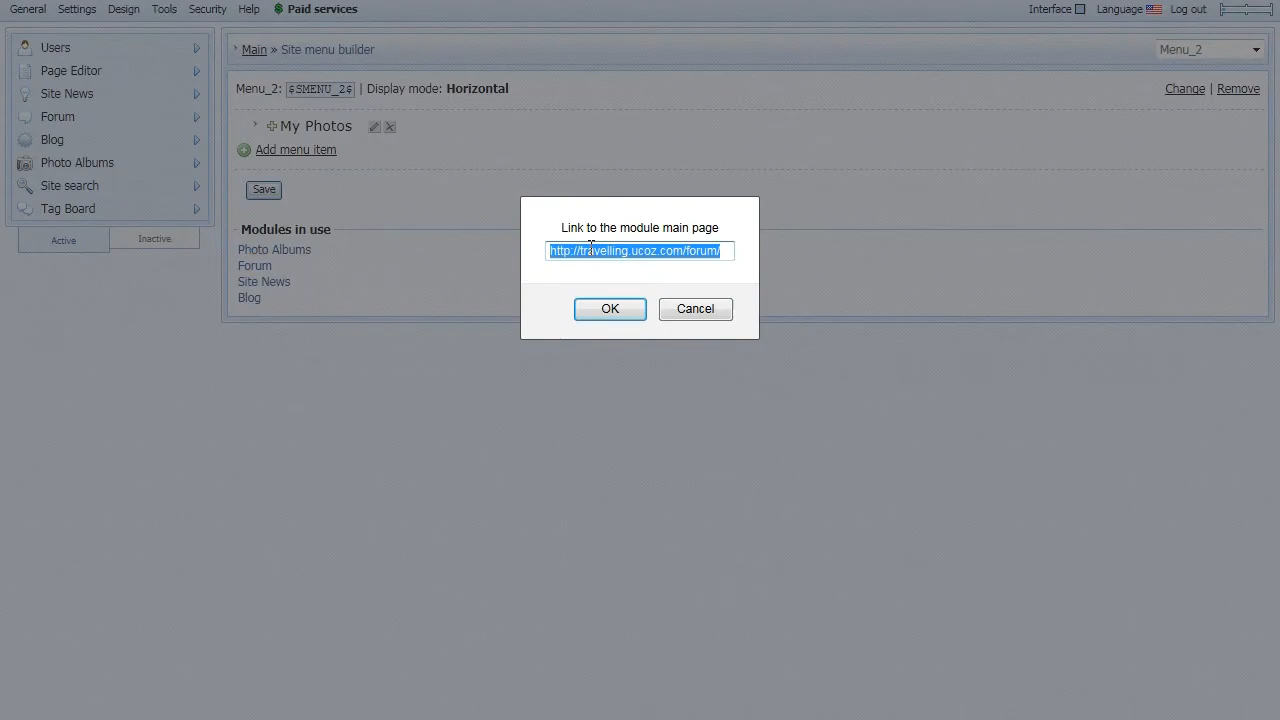 General Settings Design Tools Security Help Paid services Interface Language Log out
Users
Page Editor
Site News
Forum
Blog
Photo Albums
Site search
Tag Board
Active Inactive
Main » Site menu builder Menu_2
Menu_2: $SMENU_2$ | Display mode: Horizontal Change | Remove
My Photos
Add menu item
Save
Modules in use
Photo Albums
Forum
Site News
Blog
Link to the module main page
http://travelling.ucoz.com/forum/
OK Cancel